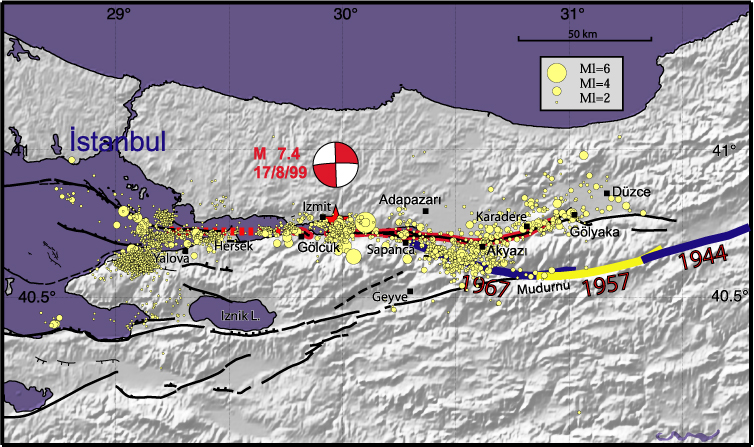 29° 30° 31°
50 km
Ml=6
Ml=4
Ml=2
İstanbul
41
41°
M 7.4
17/8/99
Düzce
Adapazarı
Izmit
Karadere
Gölyaka
Hersek
Gölcük
Sapanca
Akyazı
Yalova
1944
1967
Mudurnu
1957
Geyve
40.5°
40.5°
İznik L.